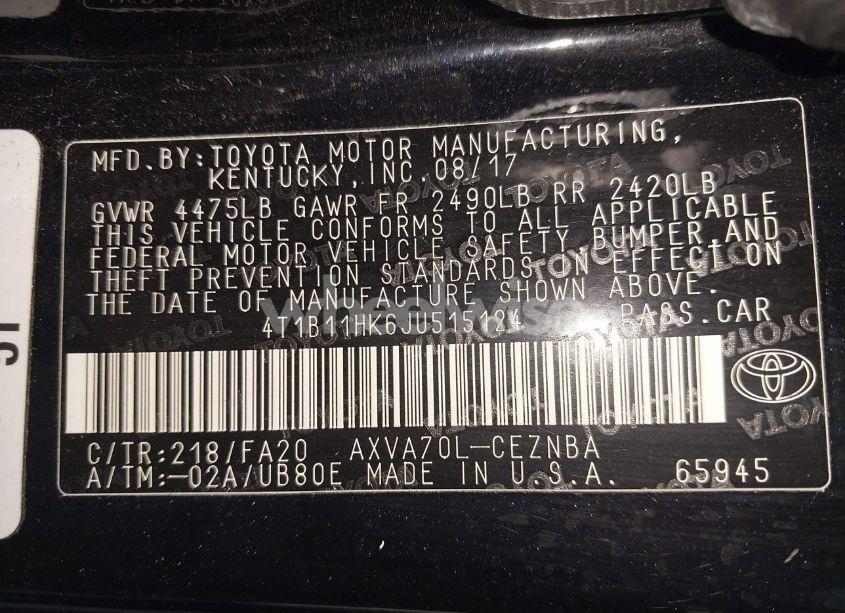 MFD.BY:TOYOTA MOTOR MANUFACTURING,
KENTUCKY,INC.08/17
GVWR 4475LB GAWR FR 2490LB RR 2420LB
THIS VEHICLE CONFORMS TO ALL APPLICABLE
FEDERAL MOTOR VEHICLE SAFETY, BUMPER AND
THEFT PREVENTION STANDARDS IN EFFECT ON
THE DATE OF MANUFACTURE SHOWN ABOVE.
4T1B11HK6JU515124 PASS.CAR
C/TR:218/FA20 AXVA70L-CEZNBA
A/TM:-02A/UB80E MADE IN U.S.A. 65945